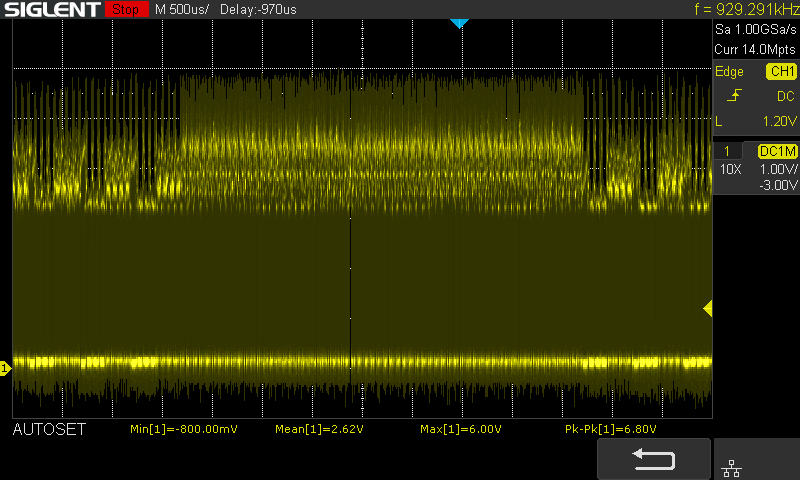 SIGLENT Stop M 500us/ Delay:-970us f = 929.291kHz
Sa 1.00GSa/s
Curr 14.0Mpts
Edge CH1
DC
L 1.20V
1 DC1M
10X 1.00V/
-3.00V
1
AUTOSET Min[1]=-800.00mV Mean[1]=2.62V Max[1]=6.00V Pk-Pk[1]=6.80V